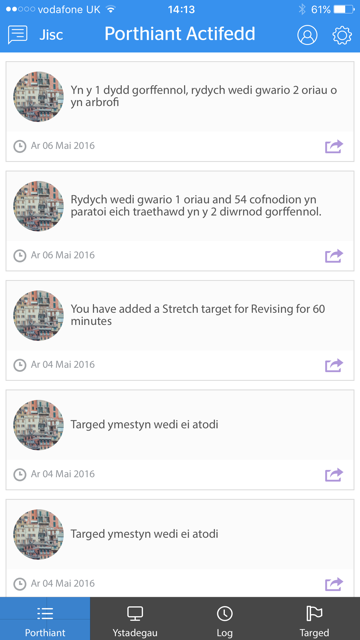 vodafone UK 14:13 61%
Jisc Porthiant Actifedd
Yn y 1 dydd gorffennol, rydych wedi gwario 2 oriau o
yn arbrofi
Ar 06 Mai 2016
Rydych wedi gwario 1 oriau and 54 cofnodion yn
paratoi eich traethawd yn y 2 diwrnod gorffennol.
Ar 06 Mai 2016
You have added a Stretch target for Revising for 60
minutes
Ar 04 Mai 2016
Targed ymestyn wedi ei atodi
Ar 04 Mai 2016
Targed ymestyn wedi ei atodi
Ar 04 Mai 2016
Porthiant Ystadegau Log Targed